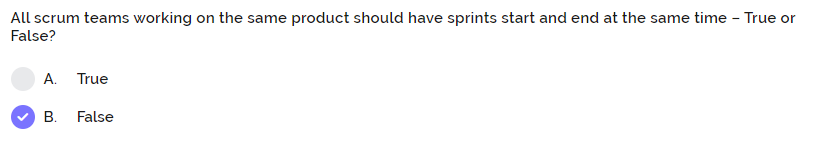 All scrum teams working on the same product should have sprints start and end at the same time – True or
False?
A. True
B. False